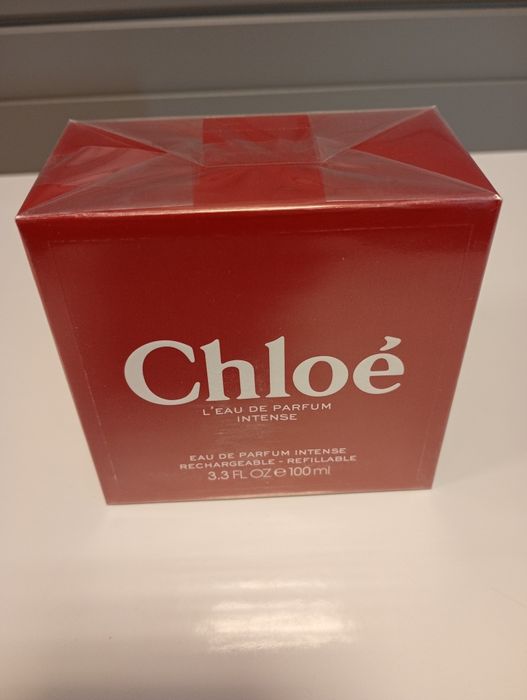 Chloé
L'EAU DE PARFUM
INTENSE
EAU DE PARFUM INTENSE
RECHARGEABLE - REFILLABLE
3.3 FL OZ ℮ 100 ml